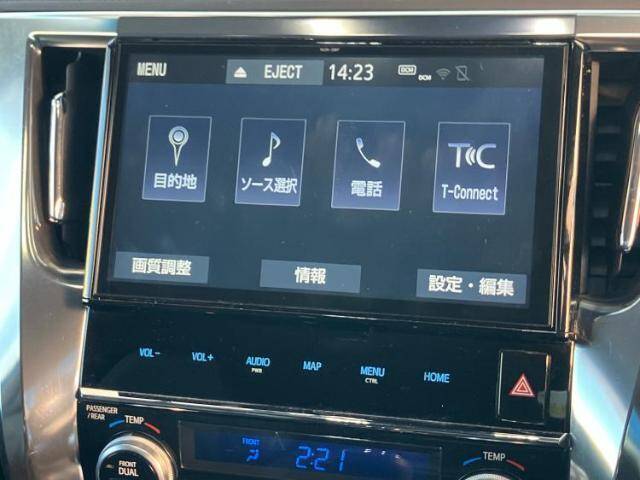 MENU EJECT 14:23 DCM DCM
目的地 ソース選択 電話 T-Connect
画質調整 情報 設定・編集
VOL- VOL+ AUDIO MAP MENU HOME
PWR CTRL
PASSENGER
/REAR
TEMP FRONT TEMP
FRONT
DUAL
2:21